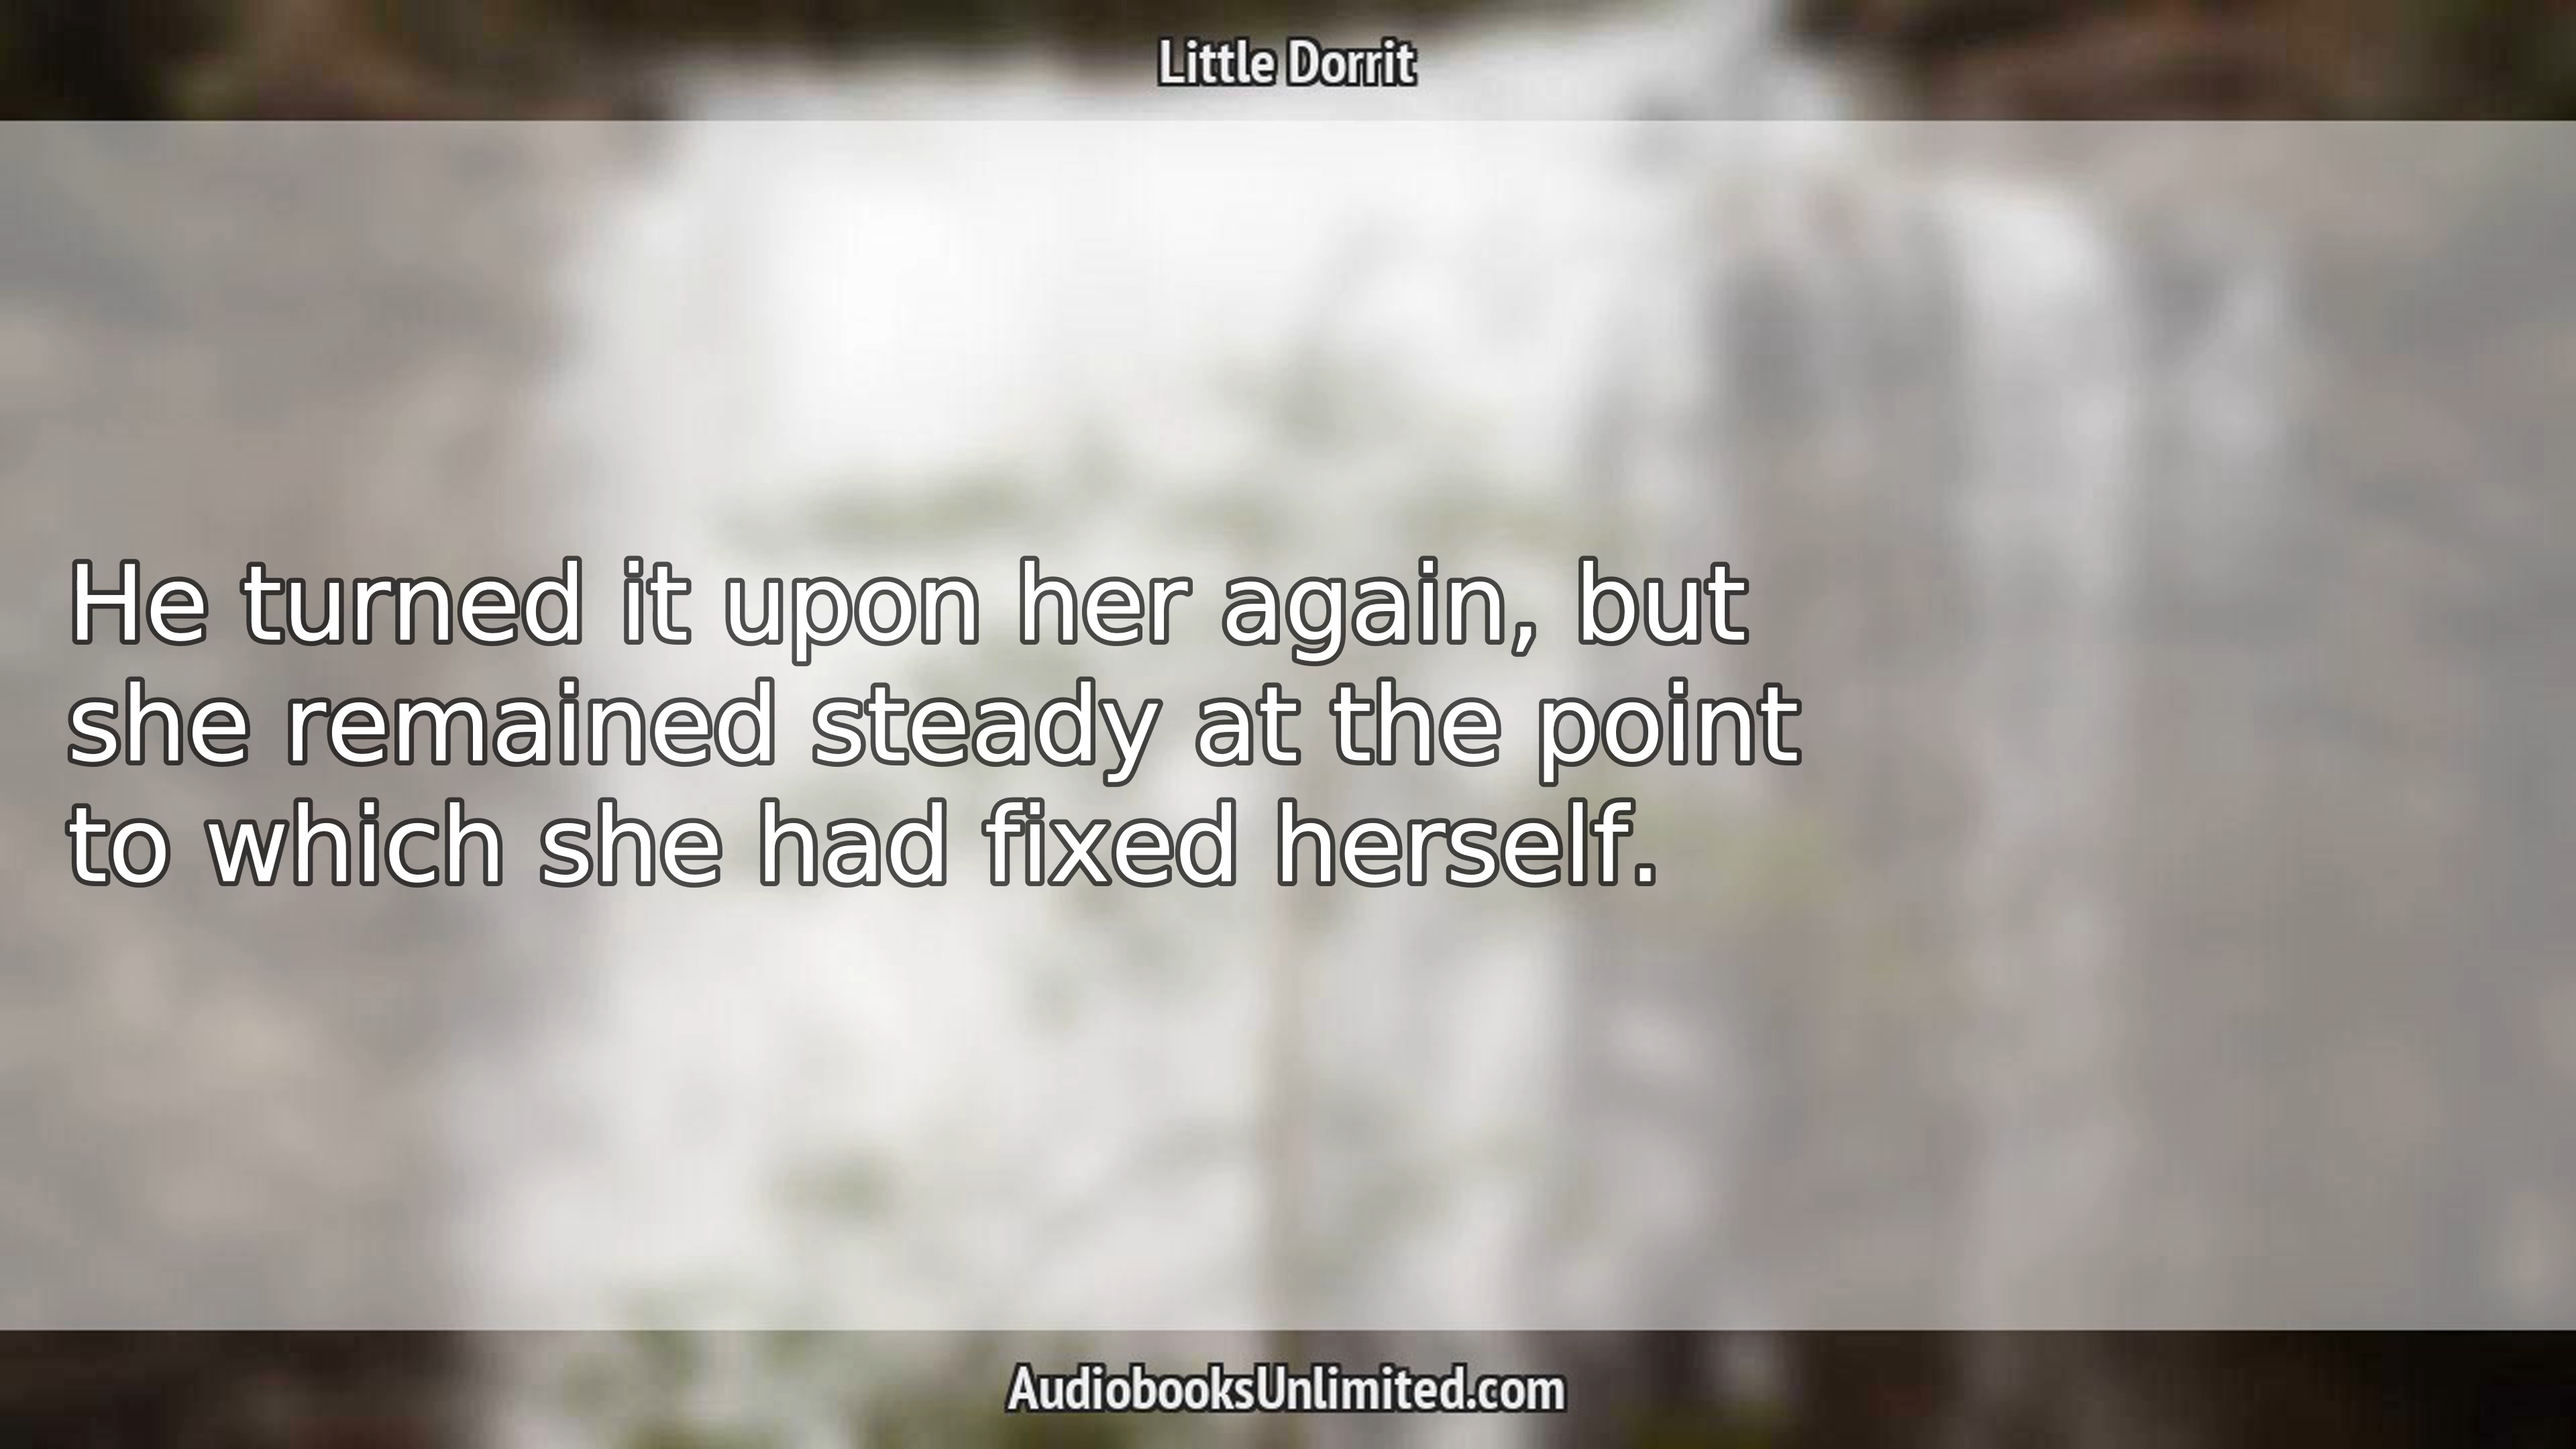 Little Dorrit
He turned it upon her again, but
she remained steady at the point
to which she had fixed herself.
AudiobooksUnlimited.com